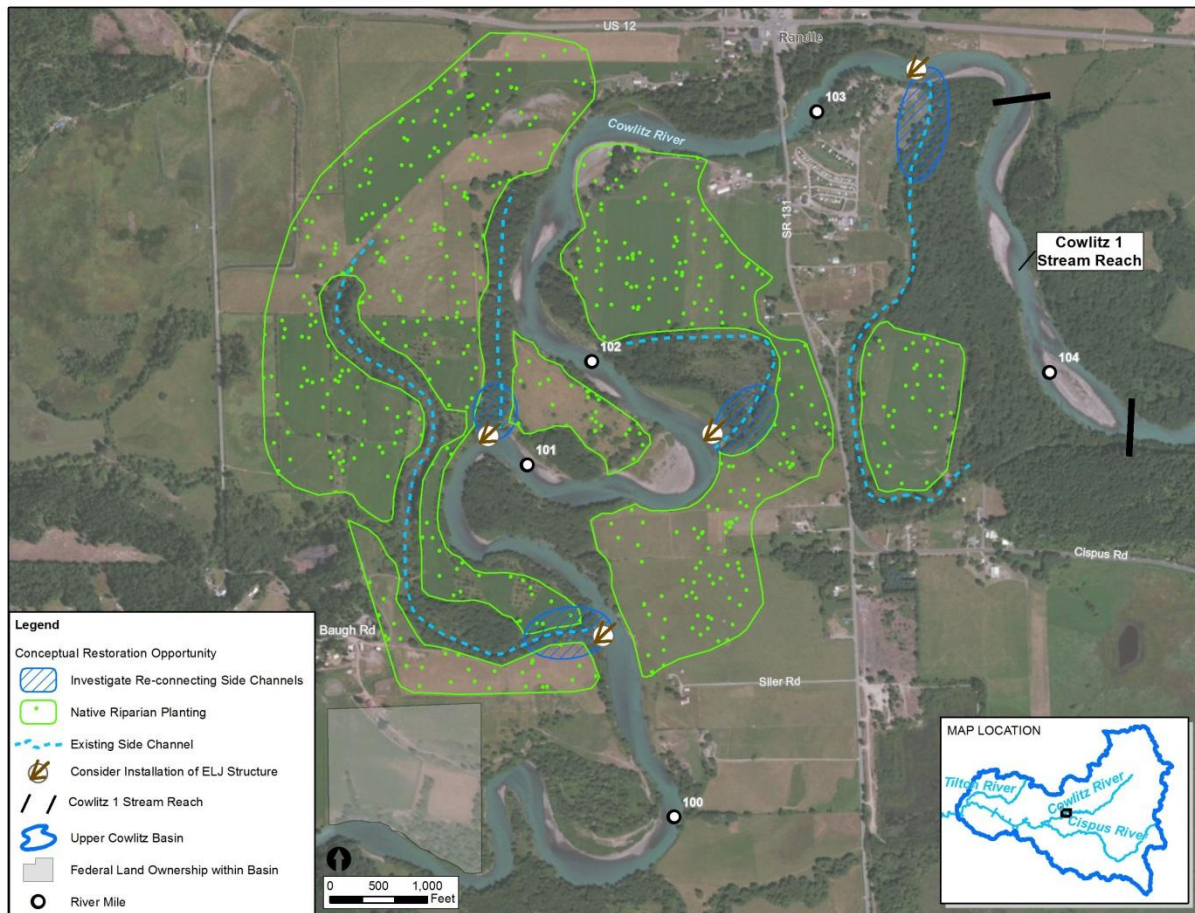 US 12
Randle
103
Cowlitz River
SR 131
Cowlitz 1
Stream Reach
102
104
101
Cispus Rd
Baugh Rd
Siler Rd
100
Legend
Conceptual Restoration Opportunity
Investigate Re-connecting Side Channels
Native Riparian Planting
Existing Side Channel
Consider Installation of ELJ Structure
Cowlitz 1 Stream Reach
Upper Cowlitz Basin
Federal Land Ownership within Basin
River Mile
0 500 1,000
Feet
MAP LOCATION
Tilton River
Cowlitz River
Cispus River